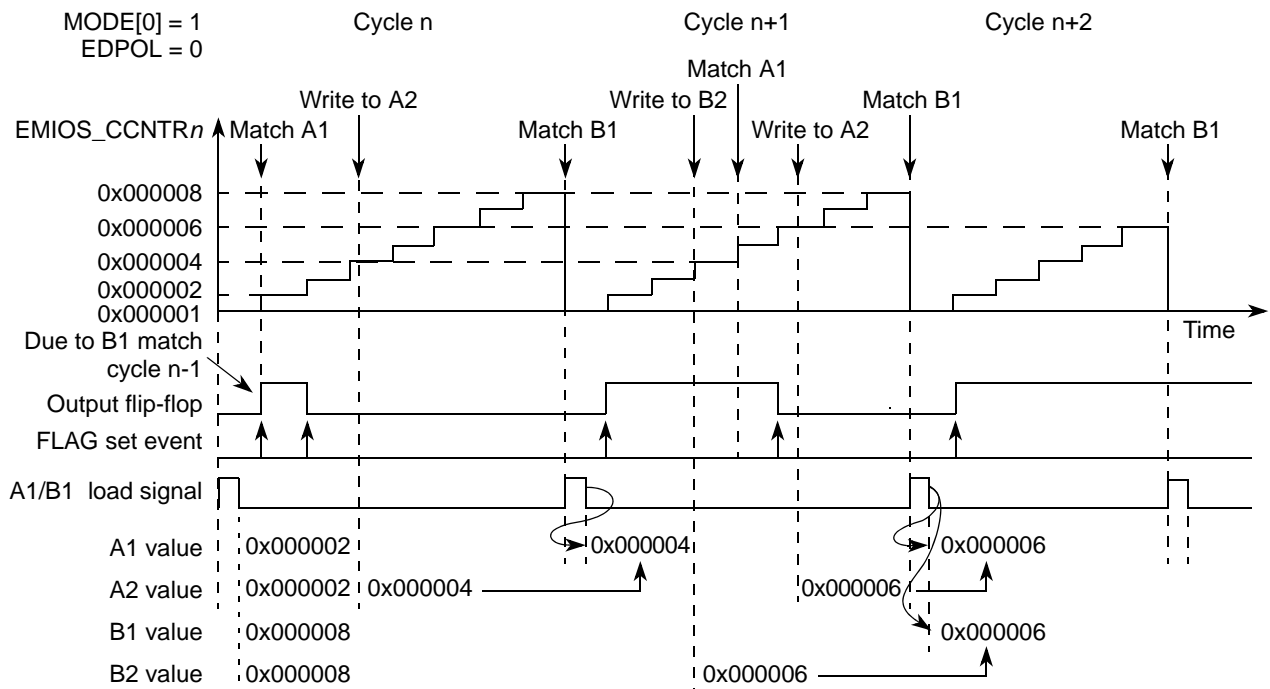 MODE[0] = 1
EDPOL = 0
Cycle n
Cycle n+1
Cycle n+2
Match A1
Write to A2
Write to B2
Match B1
EMIOS_CCNTRn
Match A1
Match B1
Write to A2
Match B1
0x000008
0x000006
0x000004
0x000002
0x000001
Time
Due to B1 match
cycle n-1
Output flip-flop
FLAG set event
A1/B1 load signal
A1 value 0x000002 0x000004 0x000006
A2 value 0x000002 0x000004 0x000006
B1 value 0x000008 0x000006
B2 value 0x000008 0x000006